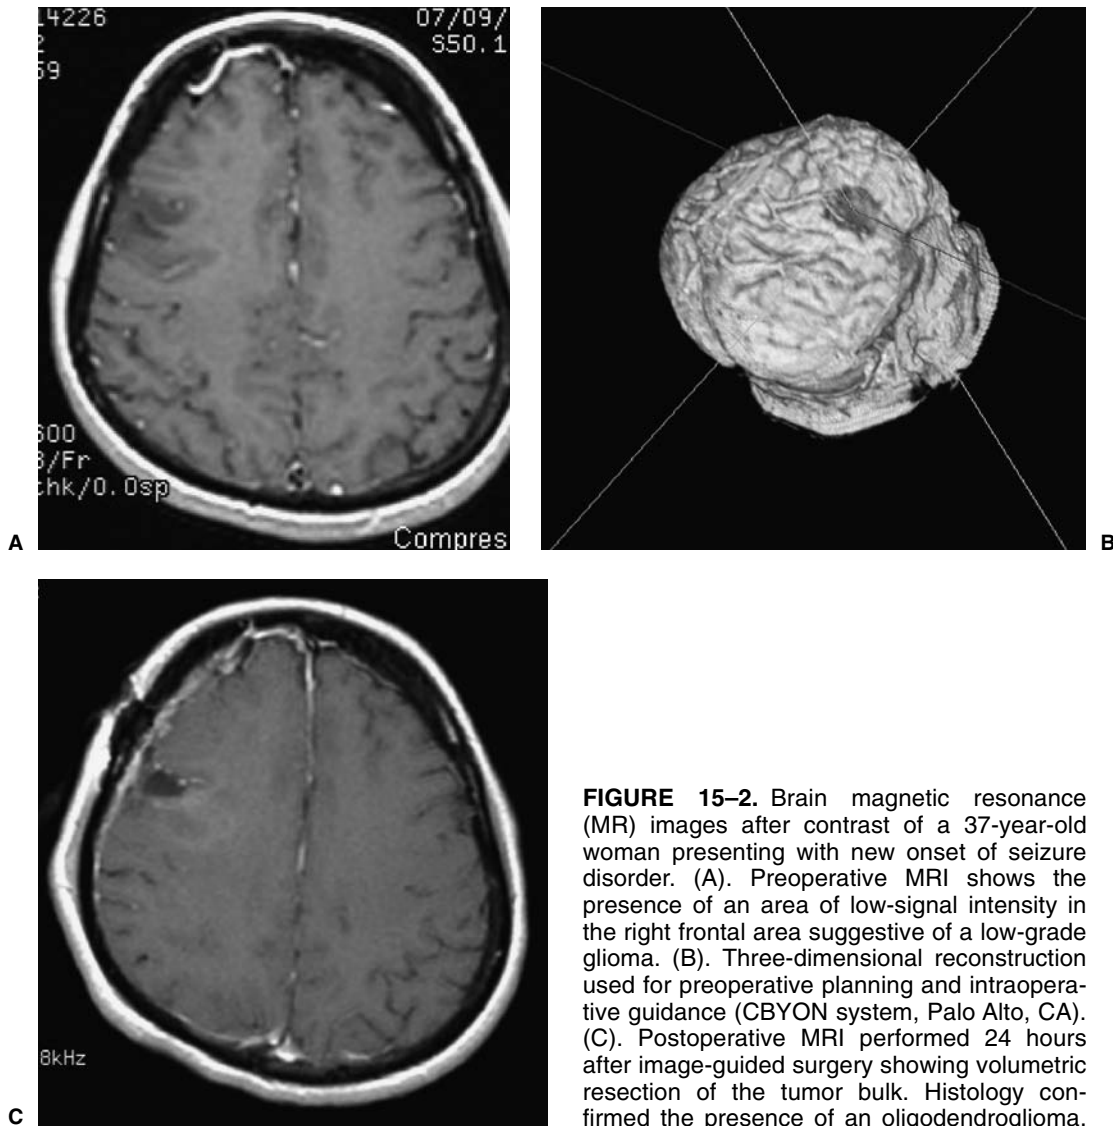 14226
2
59
07/09/
S50.1
600
3/Fr
thk/0.0sp
Compres
A
B
8kHz
C
FIGURE 15–2. Brain magnetic resonance
(MR) images after contrast of a 37-year-old
woman presenting with new onset of seizure
disorder. (A). Preoperative MRI shows the
presence of an area of low-signal intensity in
the right frontal area suggestive of a low-grade
glioma. (B). Three-dimensional reconstruction
used for preoperative planning and intraopera-
tive guidance (CBYON system, Palo Alto, CA).
(C). Postoperative MRI performed 24 hours
after image-guided surgery showing volumetric
resection of the tumor bulk. Histology con-
firmed the presence of an oligodendroglioma.